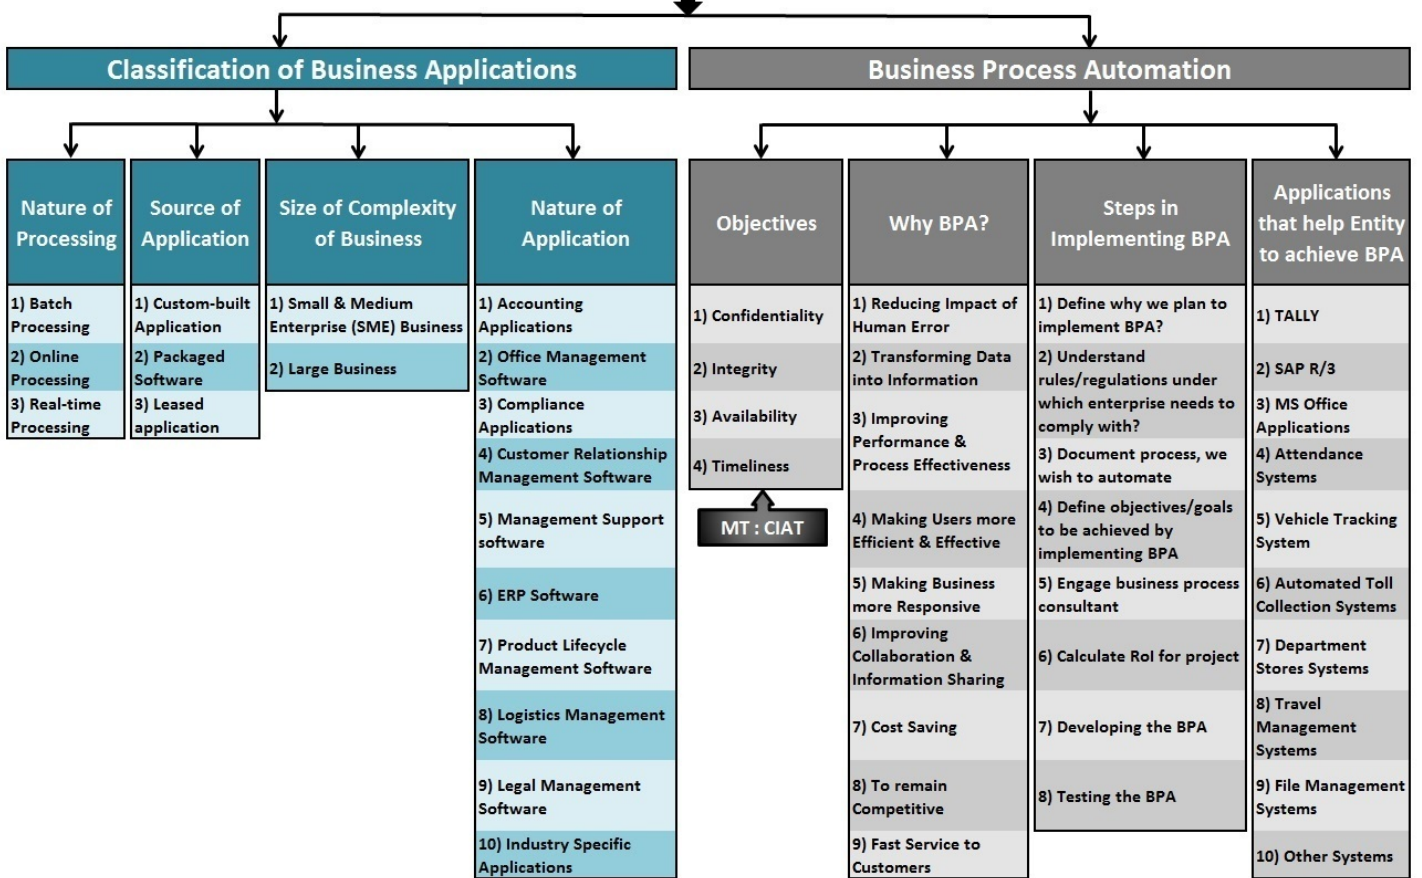 Classification of Business Applications
Nature of
Processing
1) Batch
Processing
2) Online
Processing
3) Real-time
Processing
Source of
Application
1) Custom-built
Application
2) Packaged
Software
3) Leased
application
Size of Complexity
of Business
1) Small & Medium
Enterprise (SME) Business
2) Large Business
Nature of
Application
1) Accounting
Applications
2) Office Management
Software
3) Compliance
Applications
4) Customer Relationship
Management Software
5) Management Support
software
6) ERP Software
7) Product Lifecycle
Management Software
8) Logistics Management
Software
9) Legal Management
Software
10) Industry Specific
Applications
Business Process Automation
Objectives
1) Confidentiality
2) Integrity
3) Availability
4) Timeliness
MT : CIAT
Why BPA?
1) Reducing Impact of
Human Error
2) Transforming Data
into Information
3) Improving
Performance &
Process Effectiveness
4) Making Users more
Efficient & Effective
5) Making Business
more Responsive
6) Improving
Collaboration &
Information Sharing
7) Cost Saving
8) To remain
Competitive
9) Fast Service to
Customers
Steps in
Implementing BPA
1) Define why we plan to
implement BPA?
2) Understand
rules/regulations under
which enterprise needs to
comply with?
3) Document process, we
wish to automate
4) Define objectives/goals
to be achieved by
implementing BPA
5) Engage business process
consultant
6) Calculate RoI for project
7) Developing the BPA
8) Testing the BPA
Applications
that help Entity
to achieve BPA
1) TALLY
2) SAP R/3
3) MS Office
Applications
4) Attendance
Systems
5) Vehicle Tracking
System
6) Automated Toll
Collection Systems
7) Department
Stores Systems
8) Travel
Management
Systems
9) File Management
Systems
10) Other Systems